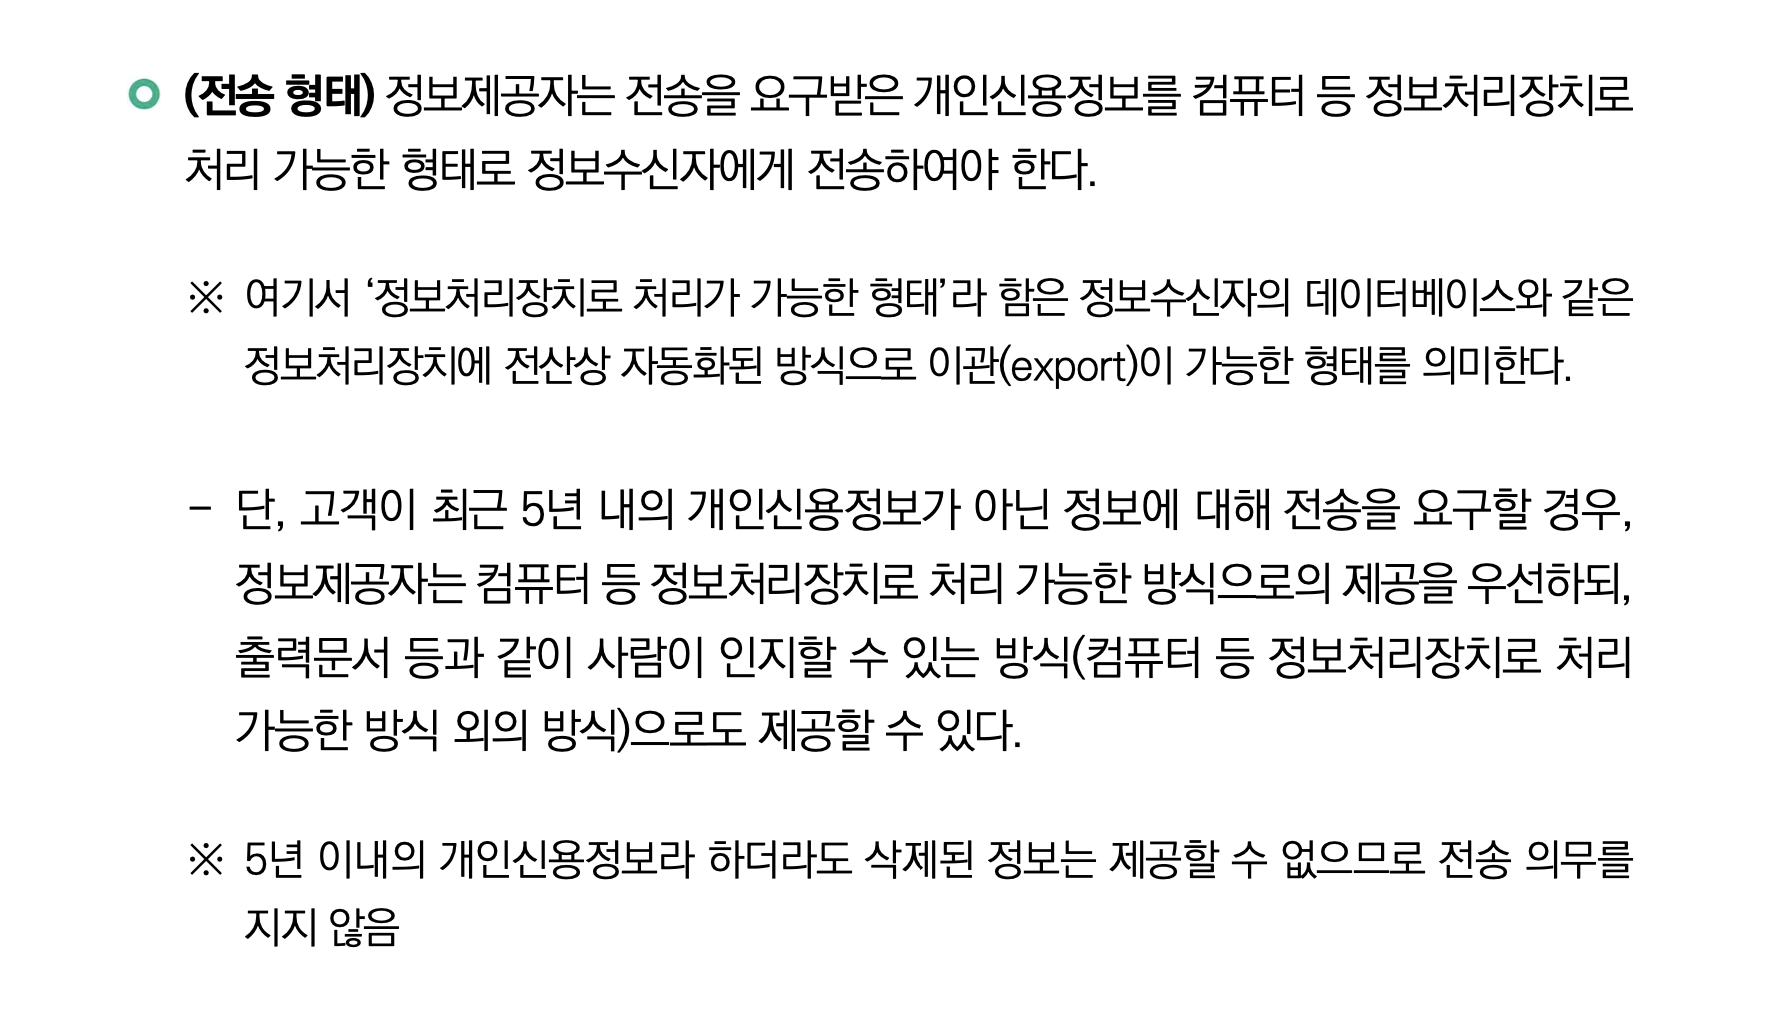 (전송 형태) 정보제공자는 전송을 요구받은 개인신용정보를 컴퓨터 등 정보처리장치로
처리 가능한 형태로 정보수신자에게 전송하여야 한다.
※ 여기서 ‘정보처리장치로 처리가 가능한 형태’라 함은 정보수신자의 데이터베이스와 같은
정보처리장치에 전산상 자동화된 방식으로 이관(export)이 가능한 형태를 의미한다.
- 단, 고객이 최근 5년 내의 개인신용정보가 아닌 정보에 대해 전송을 요구할 경우,
정보제공자는 컴퓨터 등 정보처리장치로 처리 가능한 방식으로의 제공을 우선하되,
출력문서 등과 같이 사람이 인지할 수 있는 방식(컴퓨터 등 정보처리장치로 처리
가능한 방식 외의 방식)으로도 제공할 수 있다.
※ 5년 이내의 개인신용정보라 하더라도 삭제된 정보는 제공할 수 없으므로 전송 의무를
지지 않음